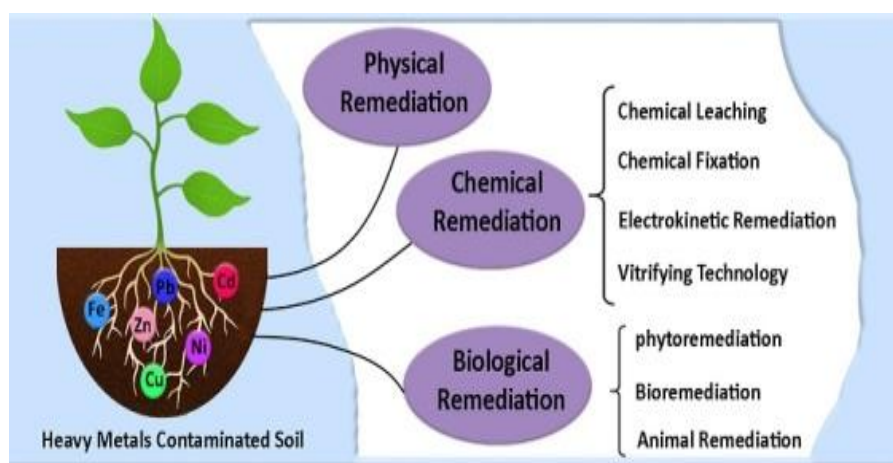 Physical
Remediation
Chemical
Remediation
Chemical Leaching
Chemical Fixation
Electrokinetic Remediation
Vitrifying Technology
Cd
Pb
Fe
Zn
Ni
Cu
Heavy Metals Contaminated Soil
Biological
Remediation
phytoremediation
Bioremediation
Animal Remediation